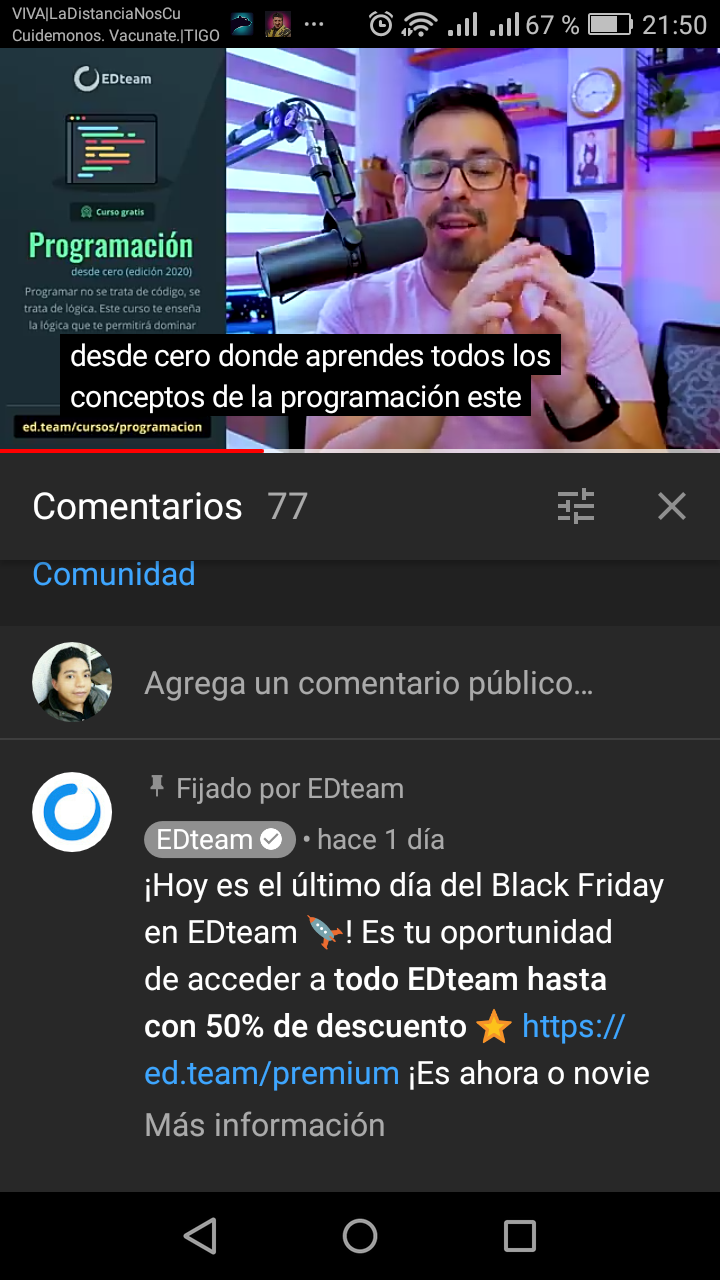 VIVA|LaDistanciaNosCu
Cuidemonos. Vacunate.|TIGO
67 % 21:50
EDteam
Curso gratis
Programación
desde cero (edición 2020)
Programar no se trata de código, se
trata de lógica. Este curso te enseña
la lógica que te permitirá dominar
desde cero donde aprendes todos los
conceptos de la programación este
ed.team/cursos/programacion
Comentarios 77
Comunidad
Agrega un comentario público...
Fijado por EDteam
EDteam • hace 1 día
¡Hoy es el último día del Black Friday
en EDteam 🚀! Es tu oportunidad
de acceder a todo EDteam hasta
con 50% de descuento ⭐ https://
ed.team/premium ¡Es ahora o novie
Más información